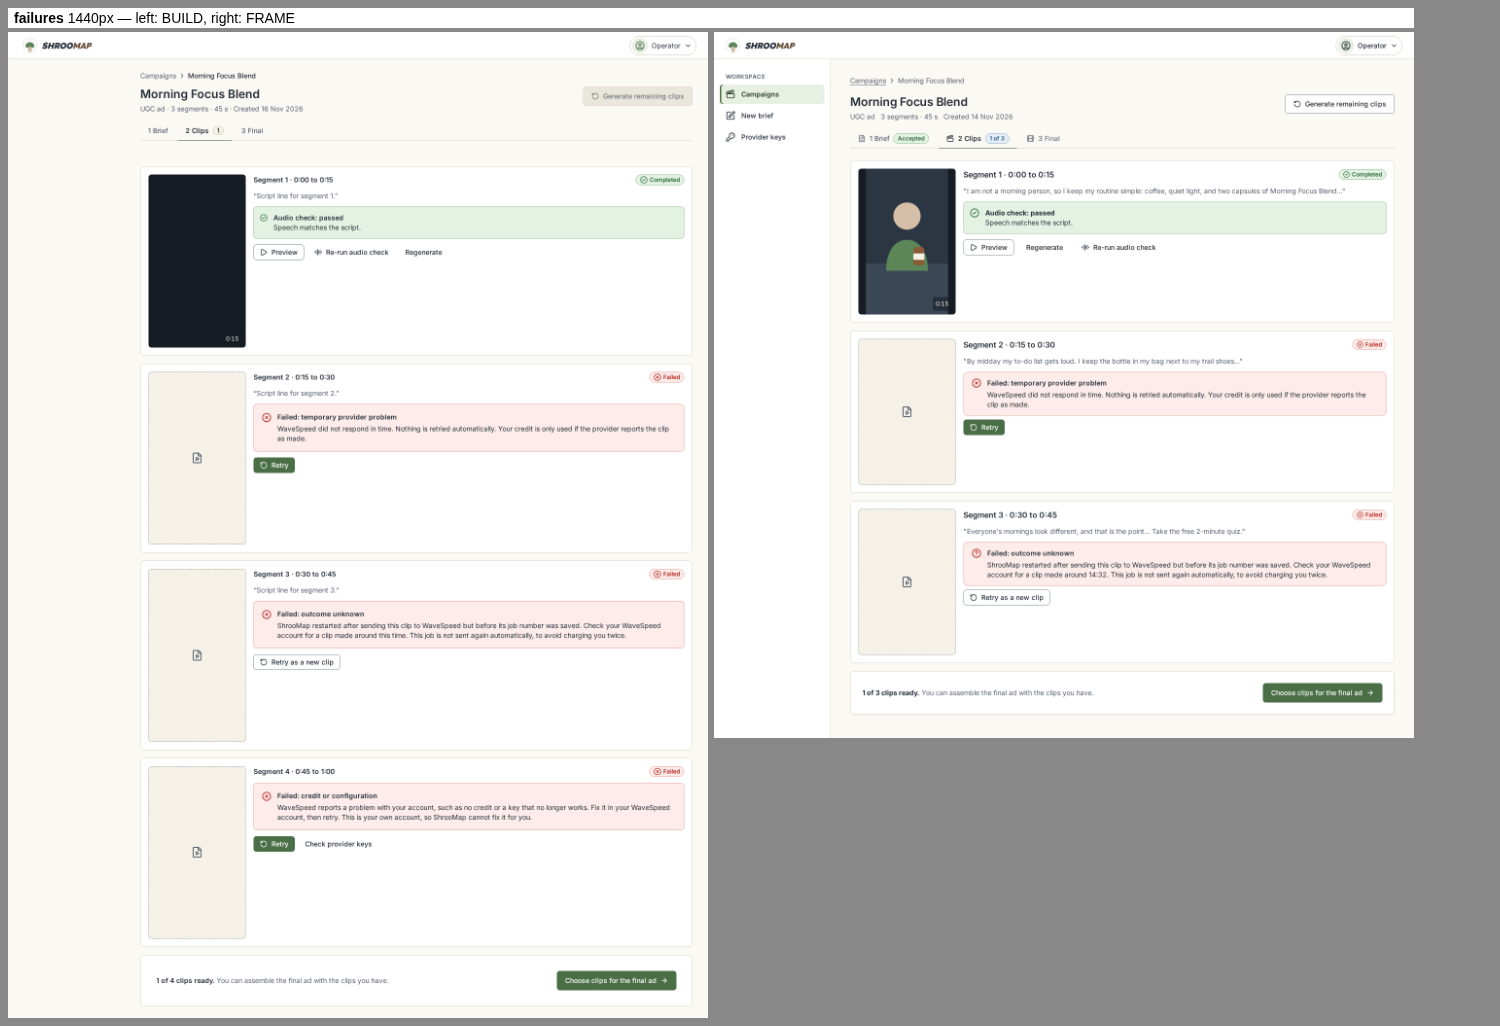 failures 1440px — left: BUILD, right: FRAME
SHROOMAP
Operator
Campaigns > Morning Focus Blend
Morning Focus Blend
UGC ad · 3 segments · 45 s · Created 16 Nov 2026
Generate remaining clips
1 Brief
2 Clips 1
3 Final
Segment 1 · 0:00 to 0:15
Completed
"Script line for segment 1."
Audio check: passed
Speech matches the script.
Preview
Re-run audio check
Regenerate
0:15
Segment 2 · 0:15 to 0:30
Failed
"Script line for segment 2."
Failed: temporary provider problem
WaveSpeed did not respond in time. Nothing is retried automatically. Your credit is only used if the provider reports the clip
as made.
Retry
Segment 3 · 0:30 to 0:45
Failed
"Script line for segment 3."
Failed: outcome unknown
ShrooMap restarted after sending this clip to WaveSpeed but before its job number was saved. Check your WaveSpeed
account for a clip made around this time. This job is not sent again automatically, to avoid charging you twice.
Retry as a new clip
Segment 4 · 0:45 to 1:00
Failed
Failed: credit or configuration
WaveSpeed reports a problem with your account, such as no credit or a key that no longer works. Fix it in your WaveSpeed
account, then retry. This is your own account, so ShrooMap cannot fix it for you.
Retry
Check provider keys
1 of 4 clips ready. You can assemble the final ad with the clips you have.
Choose clips for the final ad →
SHROOMAP
Operator
WORKSPACE
Campaigns
New brief
Provider keys
Campaigns > Morning Focus Blend
Morning Focus Blend
UGC ad 3 segments · 45 s Created 14 Nov 2026
Generate remaining clips
1 Brief Accepted
2 Clips 1 of 3
3 Final
Segment 1 · 0:00 to 0:15
Completed
"I am not a morning person, so I keep my routine simple: coffee, quiet light, and two capsules of Morning Focus Blend..."
Audio check: passed
Speech matches the script.
Preview
Regenerate
Re-run audio check
0:15
Segment 2 · 0:15 to 0:30
Failed
"By midday my to-do list gets loud. I keep the bottle in my bag next to my trail shoes..."
Failed: temporary provider problem
WaveSpeed did not respond in time. Nothing is retried automatically. Your credit is only used if the provider reports the
clip as made.
Retry
Segment 3 · 0:30 to 0:45
Failed
"Everyone's mornings look different, and that is the point... Take the free 2-minute quiz."
Failed: outcome unknown
ShrooMap restarted after sending this clip to WaveSpeed but before its job number was saved. Check your WaveSpeed
account for a clip made around 14:32. This job is not sent again automatically, to avoid charging you twice.
Retry as a new clip
1 of 3 clips ready. You can assemble the final ad with the clips you have.
Choose clips for the final ad →